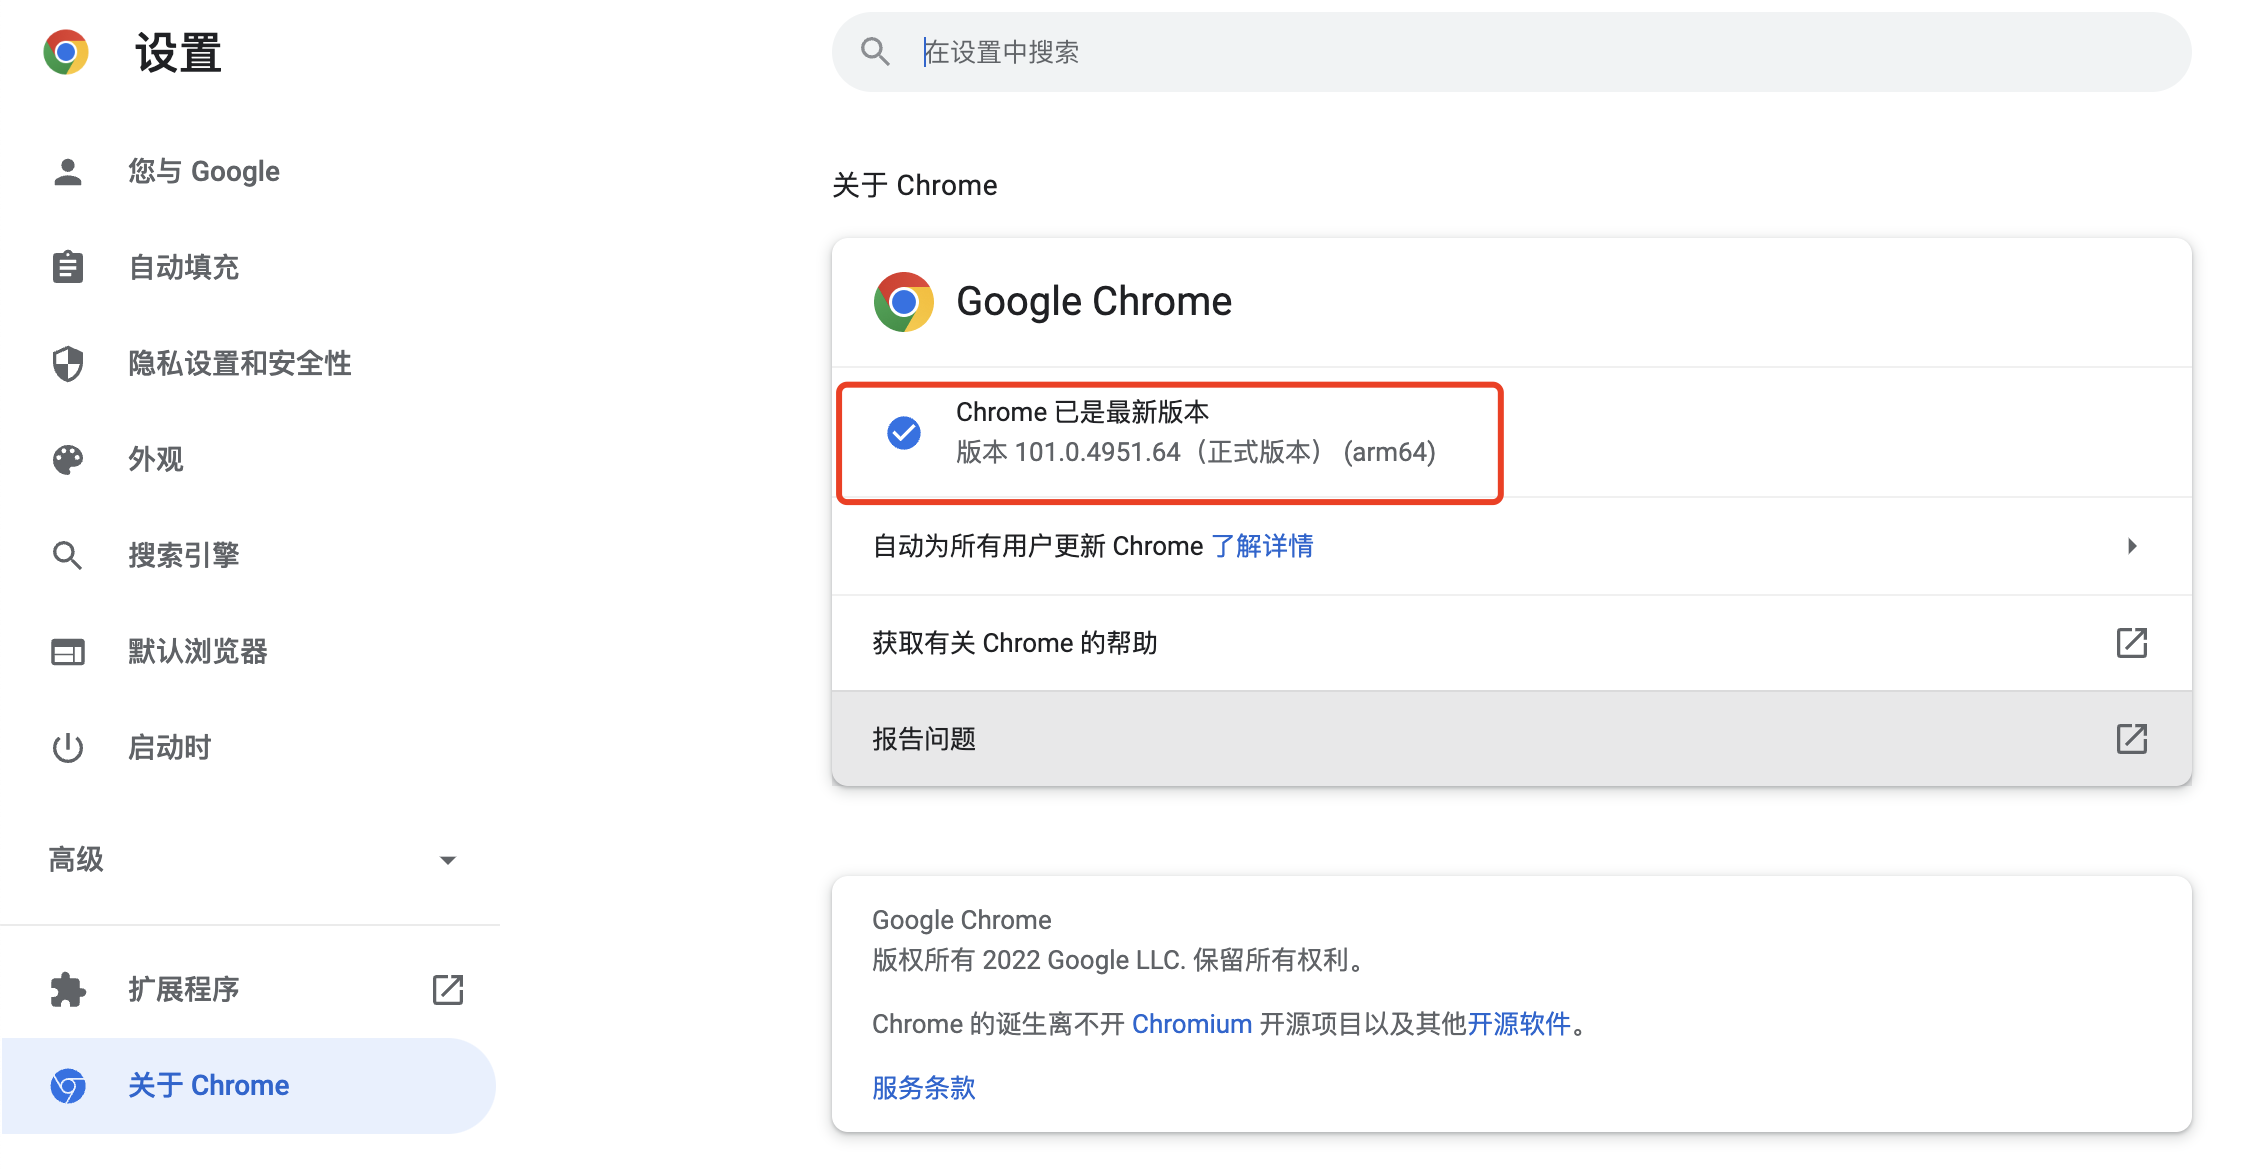 设置
在设置中搜索
您与 Google
自动填充
隐私设置和安全性
外观
搜索引擎
默认浏览器
启动时
高级
扩展程序
关于 Chrome
关于 Chrome
Google Chrome
Chrome 已是最新版本
版本 101.0.4951.64（正式版本） (arm64)
自动为所有用户更新 Chrome 了解详情
获取有关 Chrome 的帮助
报告问题
Google Chrome
版权所有 2022 Google LLC. 保留所有权利。
Chrome 的诞生离不开 Chromium 开源项目以及其他开源软件。
服务条款